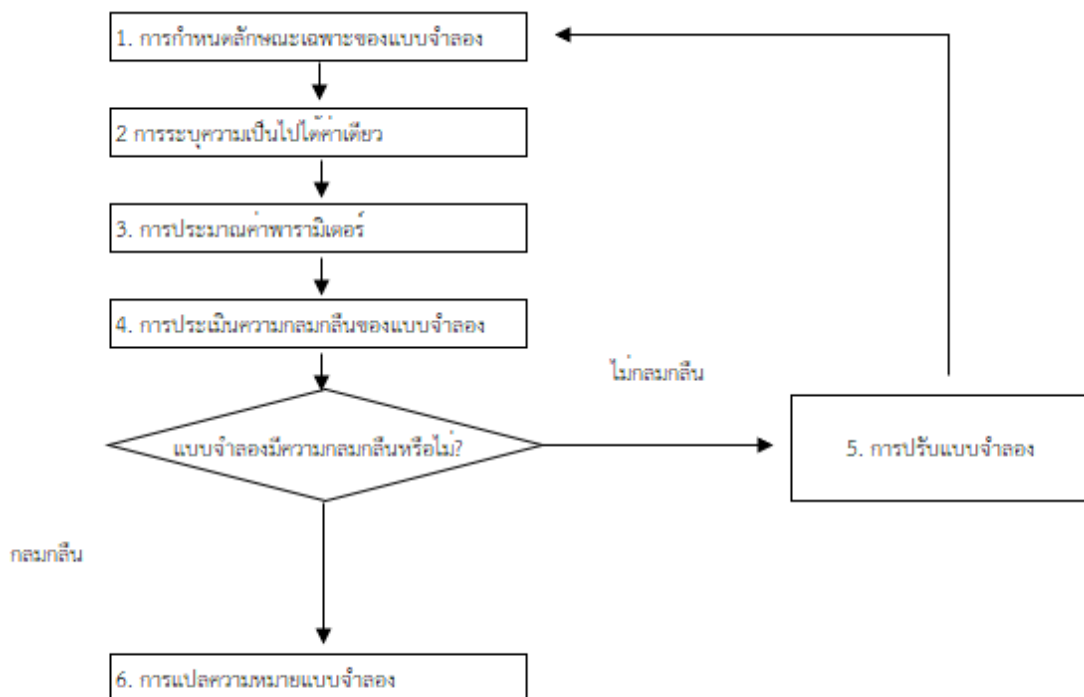 1. การกำหนดลักษณะเฉพาะของแบบจำลอง
2 การระบุความเป็นไปได้ค่าเดียว
3. การประมาณค่าพารามิเตอร์
4. การประเมินความกลมกลืนของแบบจำลอง
ไม่กลมกลืน
แบบจำลองมีความกลมกลืนหรือไม่?
5. การปรับแบบจำลอง
กลมกลืน
6. การแปลความหมายแบบจำลอง